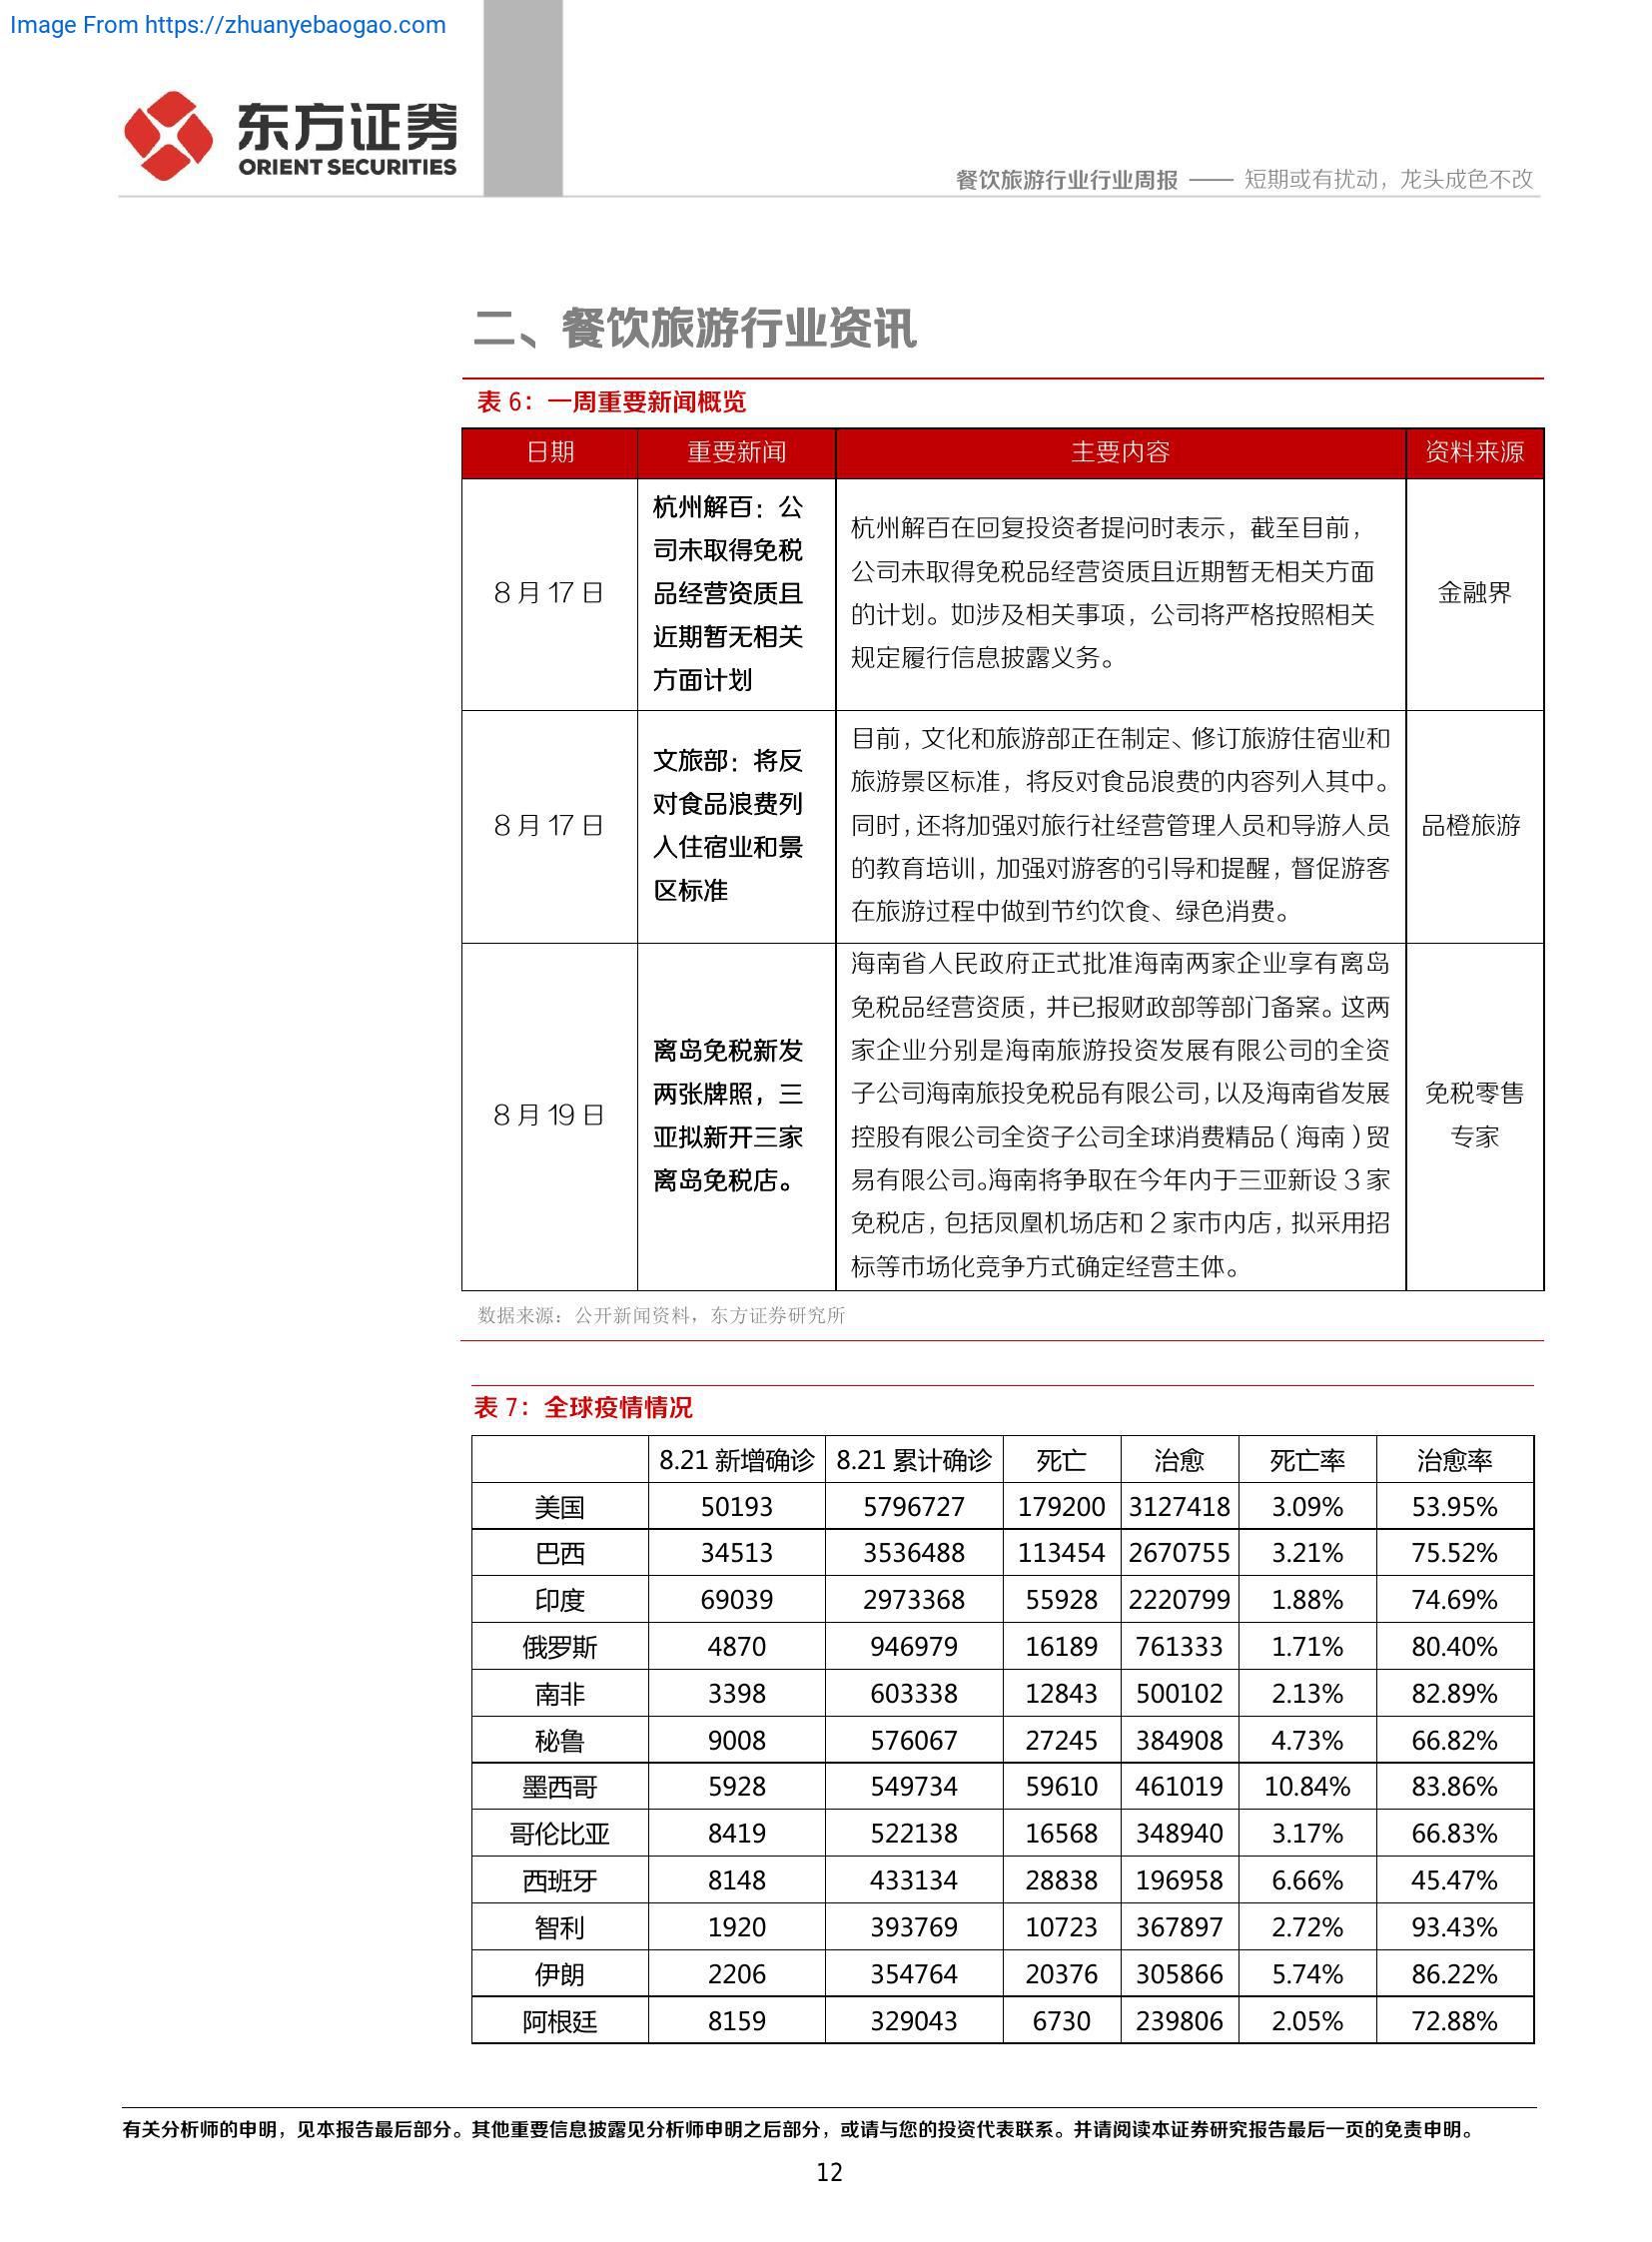 Image From https://zhuanyebaogao.com
东方证券
ORIENT SECURITIES
餐饮旅游行业行业周报 —— 短期或有扰动，龙头成色不改
二、餐饮旅游行业资讯
表 6：一周重要新闻概览
日期 重要新闻 主要内容 资料来源
8 月 17 日
杭州解百：公
司未取得免税
品经营资质且
近期暂无相关
方面计划
杭州解百在回复投资者提问时表示，截至目前，
公司未取得免税品经营资质且近期暂无相关方面
的计划。如涉及相关事项，公司将严格按照相关
规定履行信息披露义务。
金融界
8 月 17 日
文旅部：将反
对食品浪费列
入住宿业和景
区标准
目前，文化和旅游部正在制定、修订旅游住宿业和
旅游景区标准，将反对食品浪费的内容列入其中。
同时，还将加强对旅行社经营管理人员和导游人员
的教育培训，加强对游客的引导和提醒，督促游客
在旅游过程中做到节约饮食、绿色消费。
品橙旅游
8 月 19 日
离岛免税新发
两张牌照，三
亚拟新开三家
离岛免税店。
海南省人民政府正式批准海南两家企业享有离岛
免税品经营资质，并已报财政部等部门备案。这两
家企业分别是海南旅游投资发展有限公司的全资
子公司海南旅投免税品有限公司，以及海南省发展
控股有限公司全资子公司全球消费精品（海南）贸
易有限公司。海南将争取在今年内于三亚新设 3 家
免税店，包括凤凰机场店和 2 家市内店，拟采用招
标等市场化竞争方式确定经营主体。
免税零售
专家
数据来源：公开新闻资料，东方证券研究所
表 7：全球疫情情况
8.21 新增确诊 8.21 累计确诊 死亡 治愈 死亡率 治愈率
美国 50193 5796727 179200 3127418 3.09% 53.95%
巴西 34513 3536488 113454 2670755 3.21% 75.52%
印度 69039 2973368 55928 2220799 1.88% 74.69%
俄罗斯 4870 946979 16189 761333 1.71% 80.40%
南非 3398 603338 12843 500102 2.13% 82.89%
秘鲁 9008 576067 27245 384908 4.73% 66.82%
墨西哥 5928 549734 59610 461019 10.84% 83.86%
哥伦比亚 8419 522138 16568 348940 3.17% 66.83%
西班牙 8148 433134 28838 196958 6.66% 45.47%
智利 1920 393769 10723 367897 2.72% 93.43%
伊朗 2206 354764 20376 305866 5.74% 86.22%
阿根廷 8159 329043 6730 239806 2.05% 72.88%
有关分析师的申明，见本报告最后部分。其他重要信息披露见分析师申明之后部分，或请与您的投资代表联系。并请阅读本证券研究报告最后一页的免责申明。
12